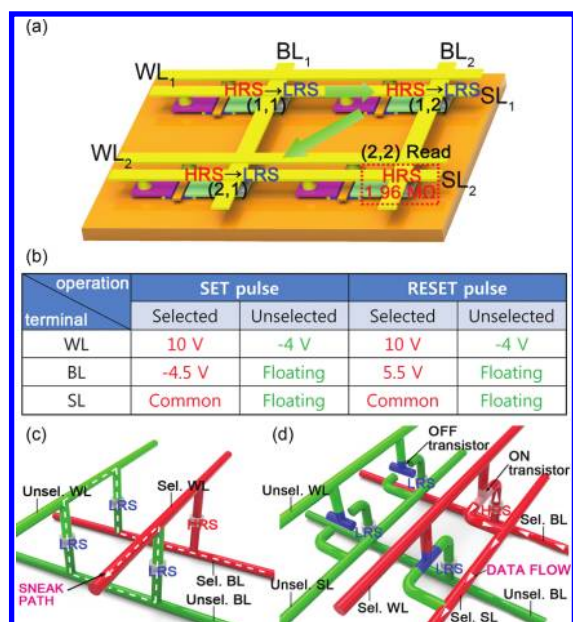 (a)
BL1 BL2
WL1
HRS→LRS HRS→LRS SL1
(1,1) (1,2)
WL2 (2,2) Read
HRS→LRS HRS SL2
(2,1) 1.96 MΩ
(b)
operation SET pulse RESET pulse
terminal Selected Unselected Selected Unselected
WL 10 V -4 V 10 V -4 V
BL -4.5 V Floating 5.5 V Floating
SL Common Floating Common Floating
(c)
Unsel. WL
Sel. WL
LRS
HRS
LRS
LRS
SNEAK
PATH
Sel. BL
Unsel. BL
(d)
OFF
transistor
ON
transistor
Unsel. WL
LRS
HRS
LRS
LRS
Sel. BL
Unsel. SL
DATA FLOW
Sel. WL
Sel. SL
Unsel. BL